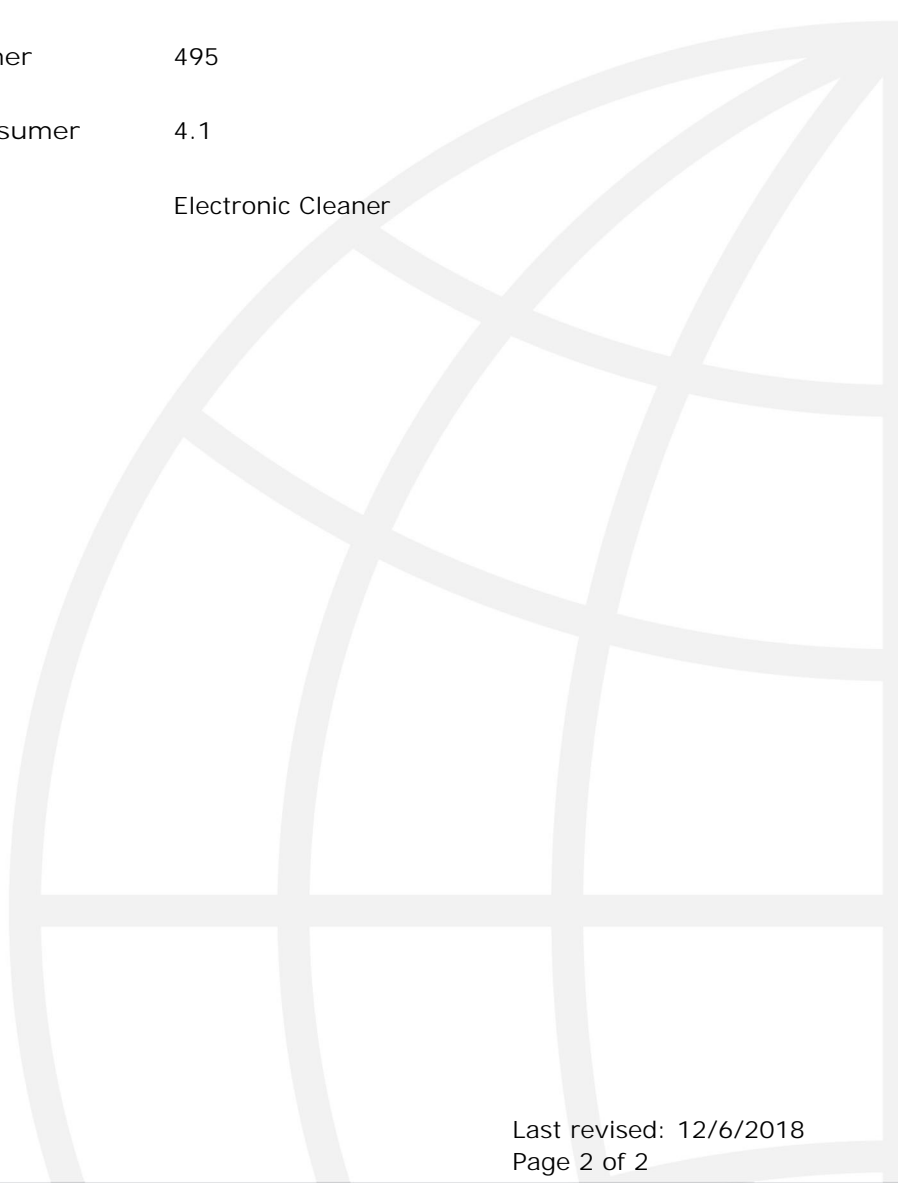 ner 495
sumer 4.1
Electronic Cleaner
Last revised: 12/6/2018
Page 2 of 2